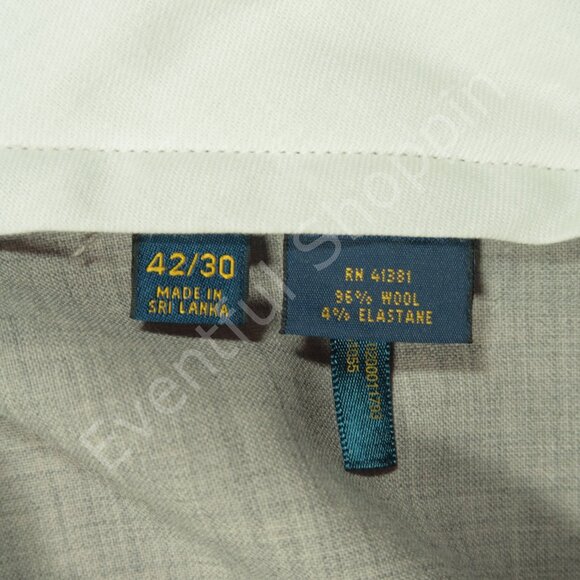 42/30
MADE IN
SRI LANKA
RN 41381
96% WOOL
4% ELASTANE
Eventful Shoppin